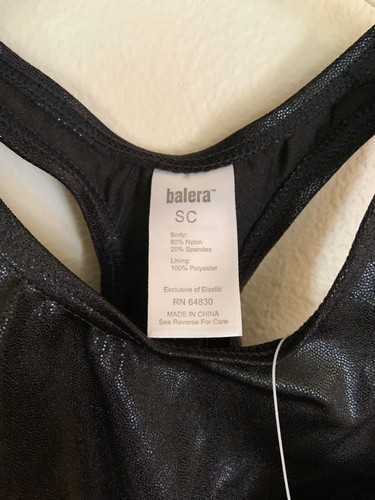 balera™
SC
Body:
80% Nylon
20% Spandex
Lining:
100% Polyester
Exclusive of Elastic
RN 64830
MADE IN CHINA
See Reverse For Care